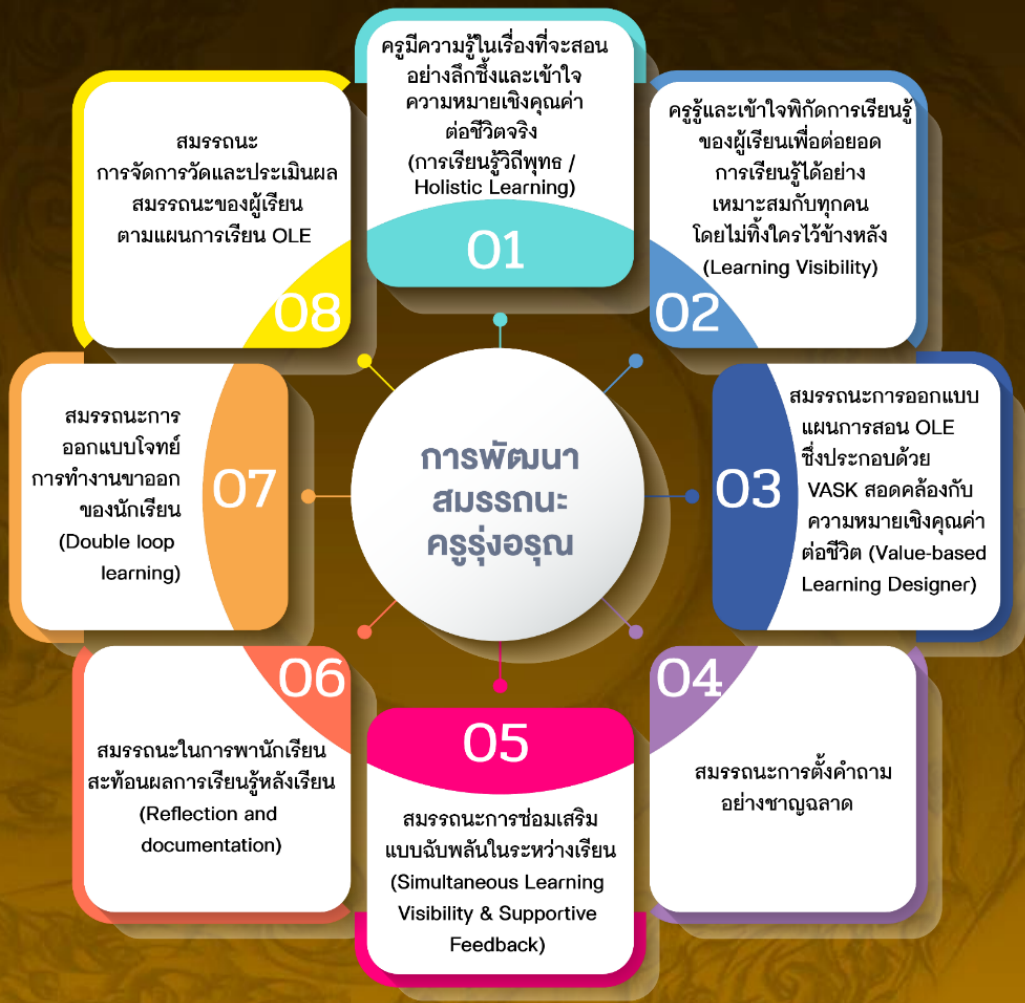 การพัฒนา
สมรรถนะ
ครูรุ่งอรุณ
ครูมีความรู้ในเรื่องที่จะสอน
อย่างลึกซึ้งและเข้าใจ
ความหมายเชิงคุณค่า
ต่อชีวิตจริง
(การเรียนรู้วิถีพุทธ /
Holistic Learning)
01
ครูรู้และเข้าใจพิกัดการเรียนรู้
ของผู้เรียนเพื่อต่อยอด
การเรียนรู้ได้อย่าง
เหมาะสมกับทุกคน
โดยไม่ทิ้งใครไว้ข้างหลัง
(Learning Visibility)
02
สมรรถนะการออกแบบ
แผนการสอน OLE
ซึ่งประกอบด้วย
VASK สอดคล้องกับ
ความหมายเชิงคุณค่า
ต่อชีวิต (Value-based
Learning Designer)
03
04
สมรรถนะการตั้งคำถาม
อย่างชาญฉลาด
05
สมรรถนะการซ่อมเสริม
แบบฉับพลันในระหว่างเรียน
(Simultaneous Learning
Visibility & Supportive
Feedback)
06
สมรรถนะในการพานักเรียน
สะท้อนผลการเรียนรู้หลังเรียน
(Reflection and
documentation)
07
สมรรถนะการ
ออกแบบโจทย์
การทำงานขาออก
ของนักเรียน
(Double loop
learning)
08
สมรรถนะ
การจัดการวัดและประเมินผล
สมรรถนะของผู้เรียน
ตามแผนการเรียน OLE